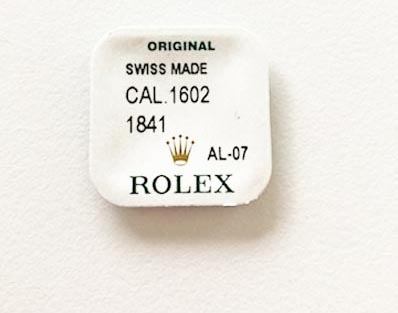 ORIGINAL
SWISS MADE
CAL.1602
1841
AL-07
ROLEX